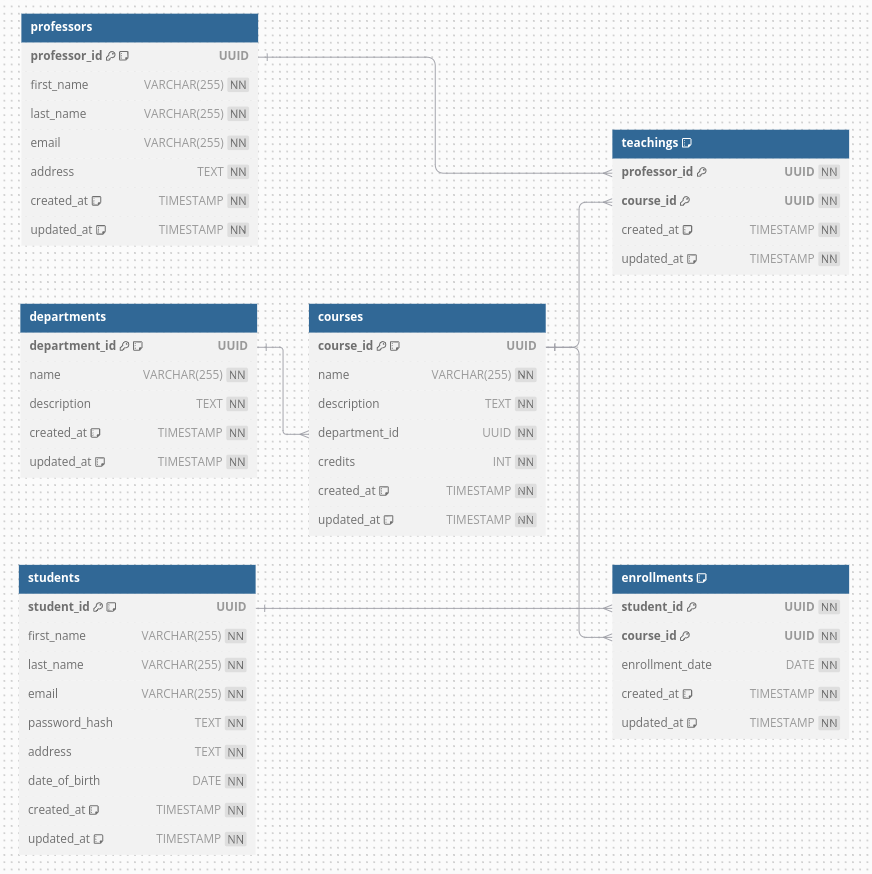 professors
professor_id UUID
first_name VARCHAR(255) NN
last_name VARCHAR(255) NN
email VARCHAR(255) NN
address TEXT NN
created_at TIMESTAMP NN
updated_at TIMESTAMP NN
teachings
professor_id UUID NN
course_id UUID NN
created_at TIMESTAMP NN
updated_at TIMESTAMP NN
departments
department_id UUID
name VARCHAR(255) NN
description TEXT NN
created_at TIMESTAMP NN
updated_at TIMESTAMP NN
courses
course_id UUID
name VARCHAR(255) NN
description TEXT NN
department_id UUID NN
credits INT NN
created_at TIMESTAMP NN
updated_at TIMESTAMP NN
students
student_id UUID
first_name VARCHAR(255) NN
last_name VARCHAR(255) NN
email VARCHAR(255) NN
password_hash TEXT NN
address TEXT NN
date_of_birth DATE NN
created_at TIMESTAMP NN
updated_at TIMESTAMP NN
enrollments
student_id UUID NN
course_id UUID NN
enrollment_date DATE NN
created_at TIMESTAMP NN
updated_at TIMESTAMP NN